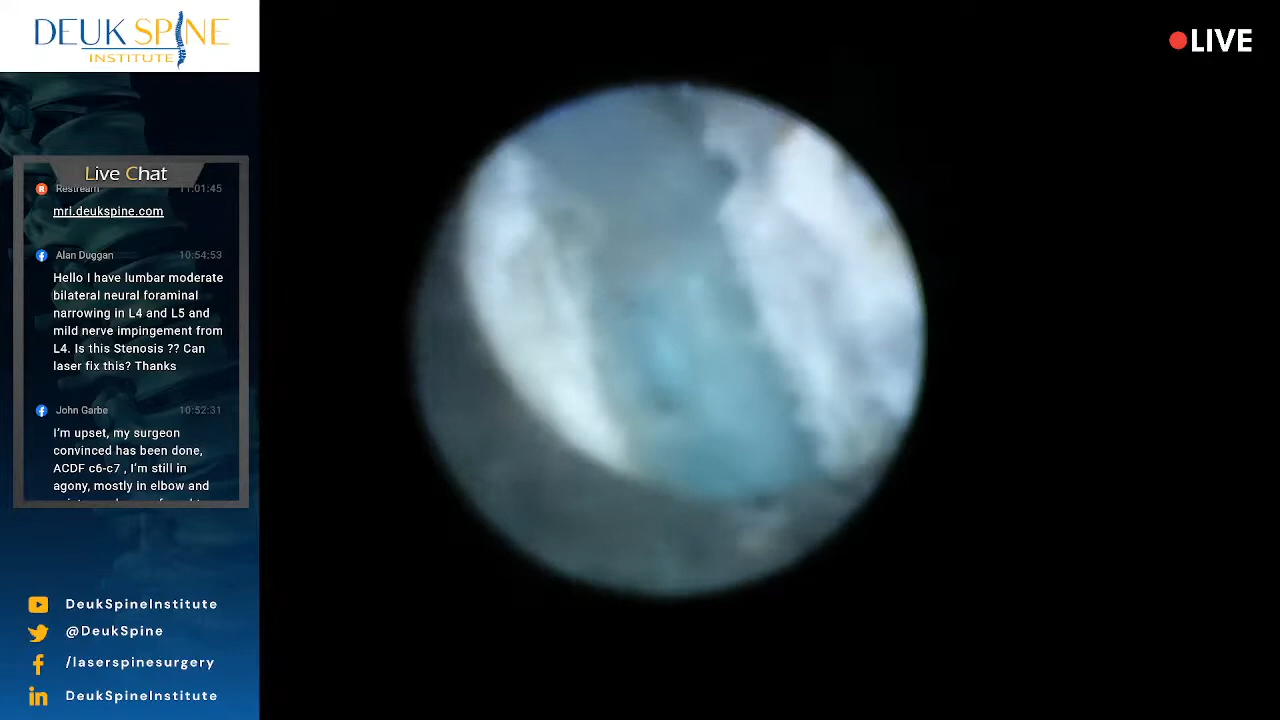 DEUK SPINE
INSTITUTE
LIVE
Live Chat
Restream 11:01:45
mri.deukspine.com
Alan Duggan 10:54:53
Hello I have lumbar moderate
bilateral neural foraminal
narrowing in L4 and L5 and
mild nerve impingement from
L4. Is this Stenosis ?? Can
laser fix this? Thanks
John Garbe 10:52:31
I'm upset, my surgeon
convinced has been done,
ACDF c6-c7 , I'm still in
agony, mostly in elbow and
DeukSpineInstitute
@DeukSpine
/laserspinesurgery
DeukSpineInstitute